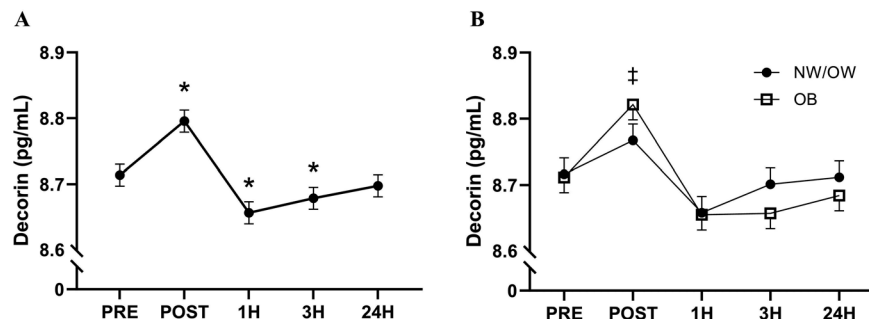 A
Decorin (pg/mL)
8.9
8.8
8.7
8.6
0
*
*
*
PRE POST 1H 3H 24H
B
Decorin (pg/mL)
8.9
8.8
8.7
8.6
0
‡
NW/OW
OB
PRE POST 1H 3H 24H